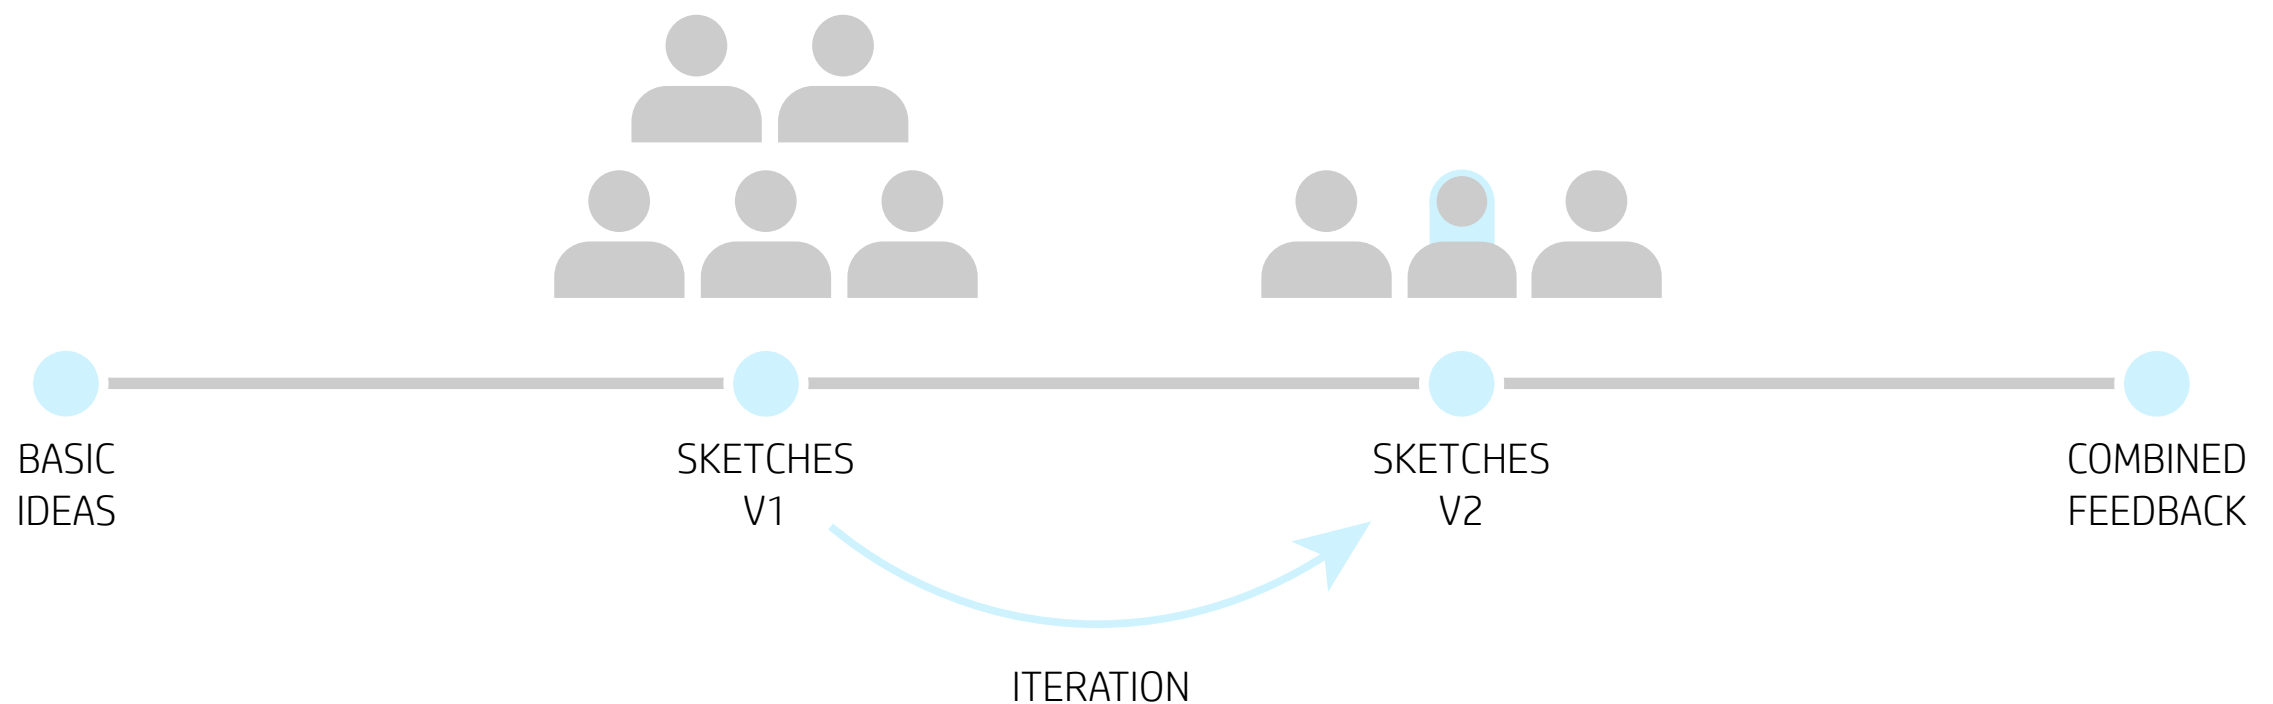 BASIC
IDEAS
SKETCHES
V1
SKETCHES
V2
COMBINED
FEEDBACK
ITERATION